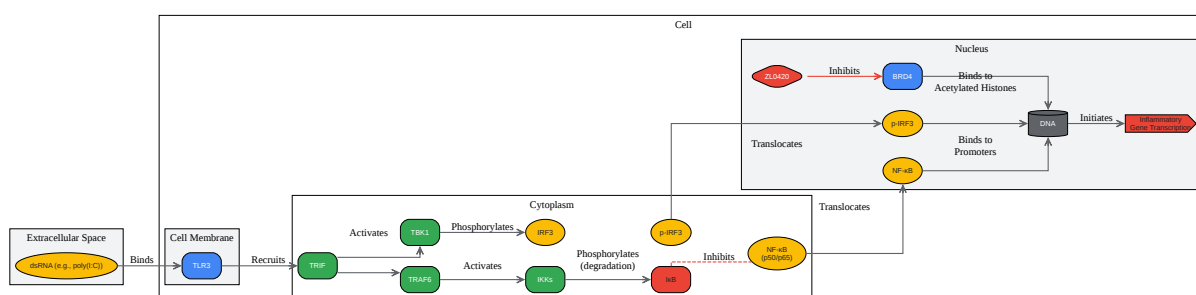 Cell
Nucleus
ZL0420
Inhibits
BRD4
Binds to
Acetylated Histones
p-IRF3
DNA
Initiates
Inflammatory
Gene Transcription
Translocates
Binds to
Promoters
NF-κB
Cytoplasm
Translocates
Extracellular Space
Cell Membrane
Activates
TBK1
Phosphorylates
IRF3
p-IRF3
dsRNA (e.g., poly(I:C))
Binds
TLR3
Recruits
TRIF
TRAF6
Activates
IKKs
Phosphorylates
(degradation)
IκB
Inhibits
NF-κB
(p50/p65)